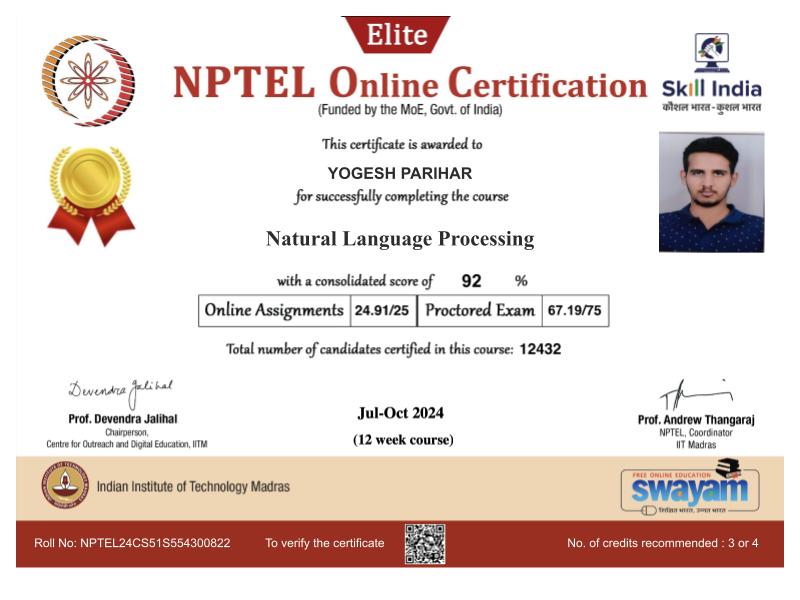 Elite
NPTEL Online Certification
(Funded by the MoE, Govt. of India)
Skill India
कौशल भारत - कुशल भारत
This certificate is awarded to
YOGESH PARIHAR
for successfully completing the course
Natural Language Processing
with a consolidated score of 92 %
Online Assignments 24.91/25 Proctored Exam 67.19/75
Total number of candidates certified in this course: 12432
Devendra Jalihal
Prof. Devendra Jalihal
Chairperson,
Centre for Outreach and Digital Education, IITM
Jul-Oct 2024
(12 week course)
Prof. Andrew Thangaraj
NPTEL, Coordinator
IIT Madras
Indian Institute of Technology Madras
FREE ONLINE EDUCATION
swayam
शिक्षित भारत, उन्नत भारत
Roll No: NPTEL24CS51S554300822 To verify the certificate No. of credits recommended : 3 or 4